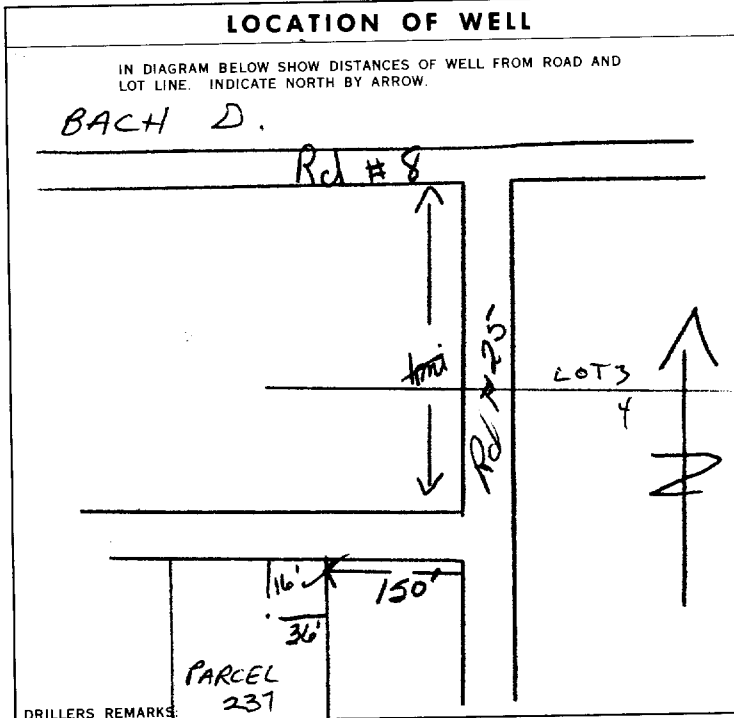 LOCATION OF WELL
IN DIAGRAM BELOW SHOW DISTANCES OF WELL FROM ROAD AND
LOT LINE. INDICATE NORTH BY ARROW.
BACH D.
Rd # 8
Rd # 25
LOT 3
4
N
16'
150'
36'
PARCEL
237
DRILLERS REMARKS: